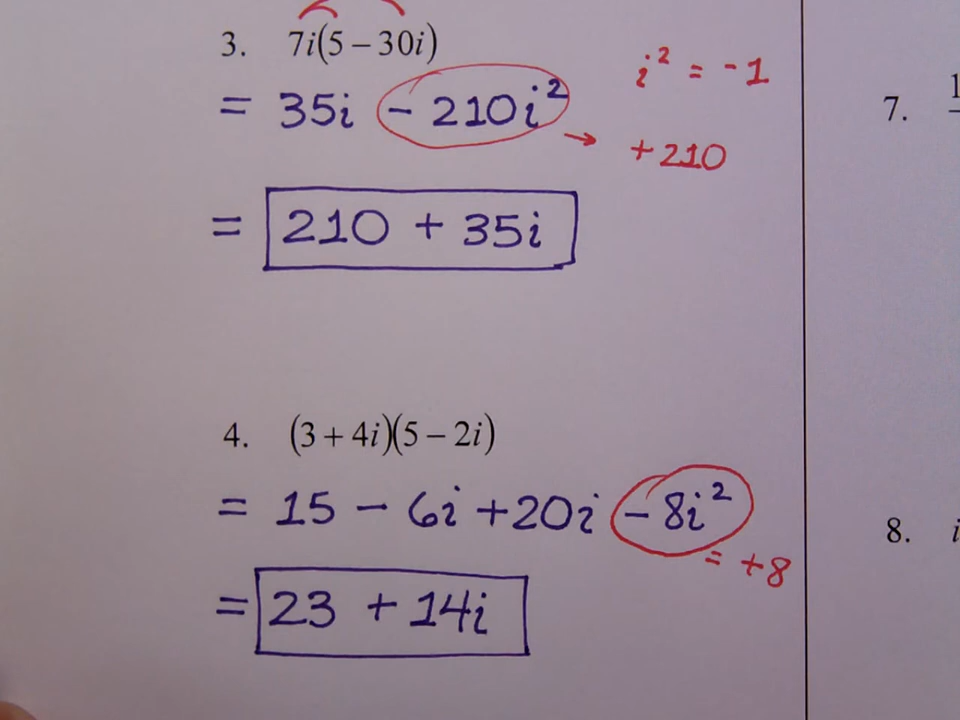 3. 7i(5 – 30i)
= 35i – 210i² i² = -1
→ +210
= 210 + 35i
4. (3 + 4i)(5 – 2i)
= 15 – 6i + 20i – 8i²
= +8
= 23 + 14i
7. 1
8. i